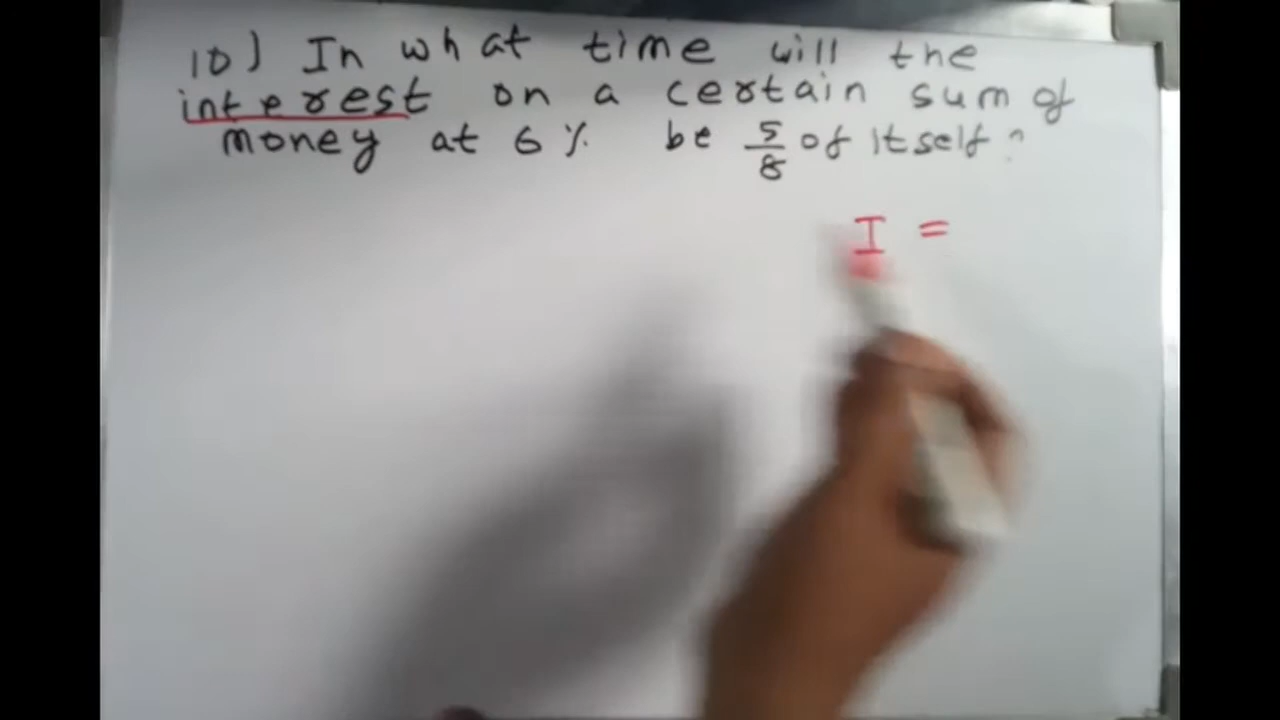 10) In what time will the
interest on a certain sum of
money at 6% be 5/8 of itself?
I =